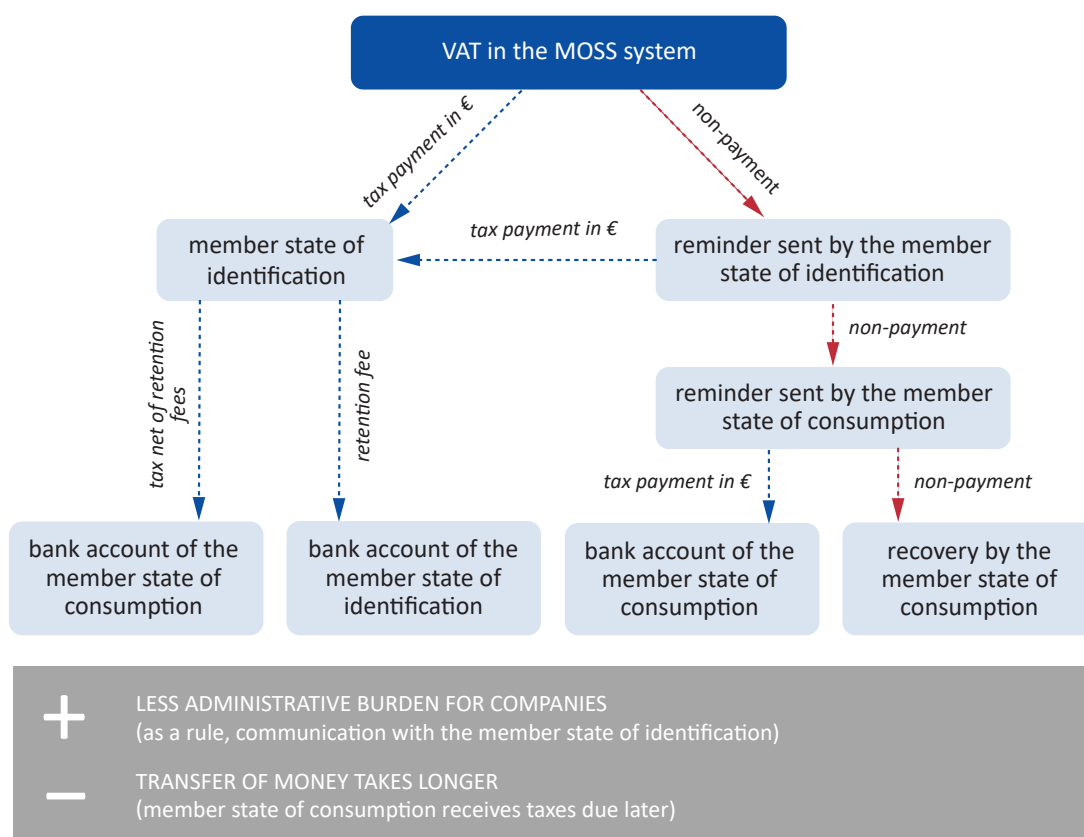 VAT in the MOSS system
tax payment in €
non-payment
member state of
identification
tax payment in €
reminder sent by the member
state of identification
non-payment
tax net of retention
fees
retention fee
reminder sent by the member
state of consumption
tax payment in €
non-payment
bank account of the
member state of
consumption
bank account of the
member state of
identification
bank account of the
member state of
consumption
recovery by the
member state of
consumption
+ LESS ADMINISTRATIVE BURDEN FOR COMPANIES
(as a rule, communication with the member state of identification)
− TRANSFER OF MONEY TAKES LONGER
(member state of consumption receives taxes due later)